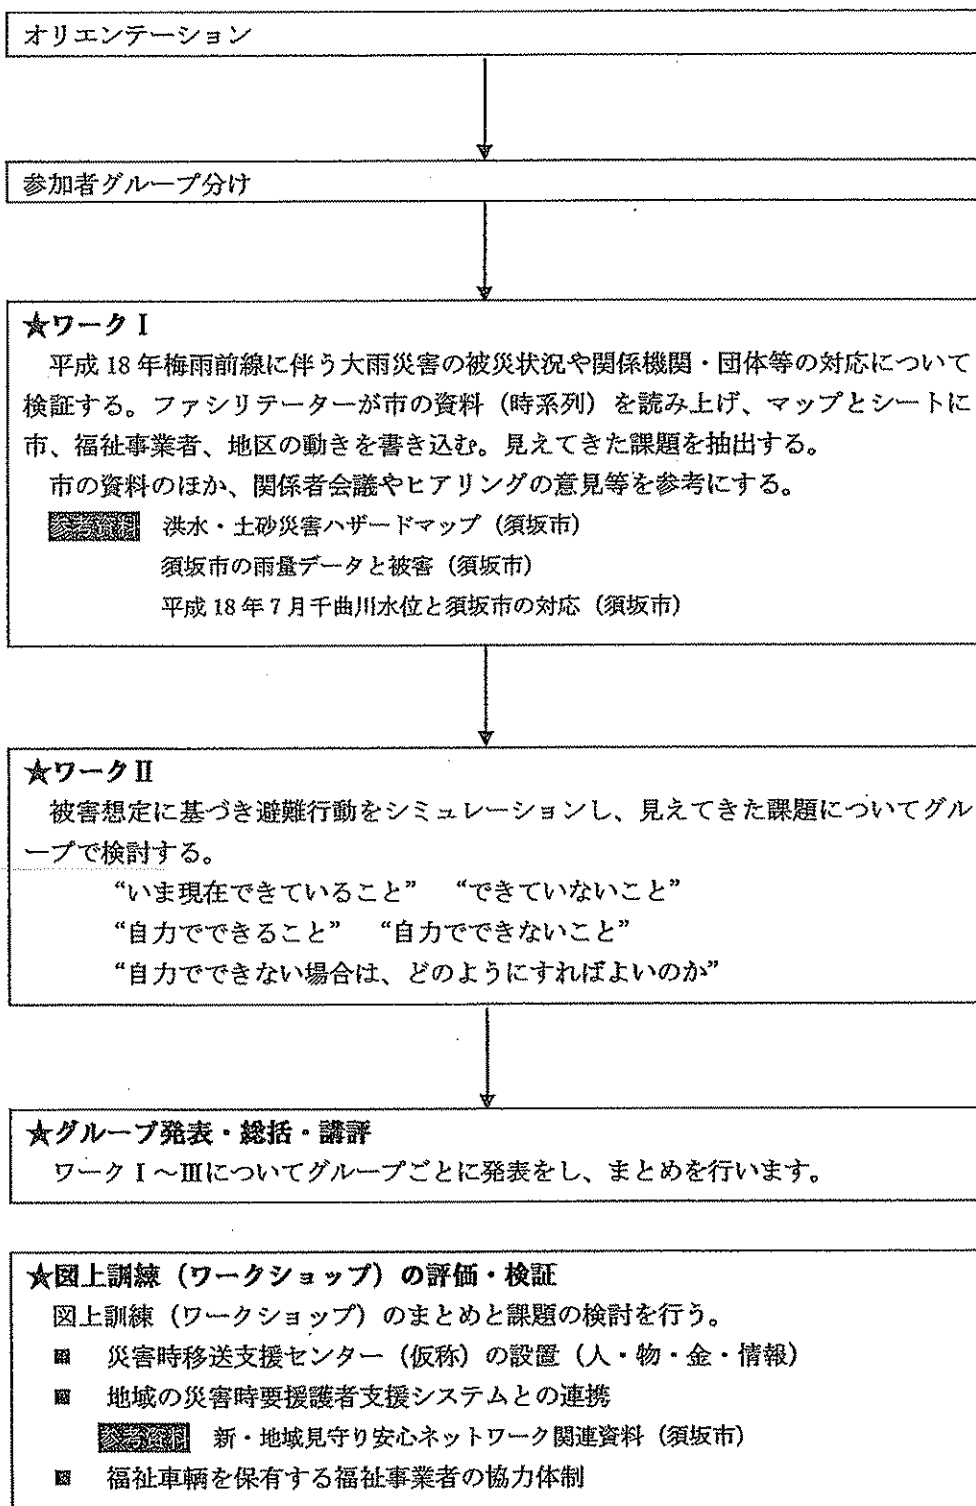 オリエンテーション
参加者グループ分け
★ワークⅠ
平成18年梅雨前線に伴う大雨災害の被災状況や関係機関・団体等の対応について
検証する。ファシリテーターが市の資料（時系列）を読み上げ、マップとシートに
市、福祉事業者、地区の動きを書き込む。見えてきた課題を抽出する。
市の資料のほか、関係者会議やヒアリングの意見等を参考にする。
参考資料 洪水・土砂災害ハザードマップ（須坂市）
須坂市の雨量データと被害（須坂市）
平成18年7月千曲川水位と須坂市の対応（須坂市）
★ワークⅡ
被害想定に基づき避難行動をシミュレーションし、見えてきた課題についてグル
ープで検討する。
“いま現在できていること” “できていないこと”
“自力でできること” “自力でできないこと”
“自力でできない場合は、どのようにすればよいのか”
★グループ発表・総括・講評
ワークⅠ～Ⅲについてグループごとに発表をし、まとめを行います。
★図上訓練（ワークショップ）の評価・検証
図上訓練（ワークショップ）のまとめと課題の検討を行う。
■ 災害時移送支援センター（仮称）の設置（人・物・金・情報）
■ 地域の災害時要援護者支援システムとの連携
参考資料 新・地域見守り安心ネットワーク関連資料（須坂市）
■ 福祉車輌を保有する福祉事業者の協力体制